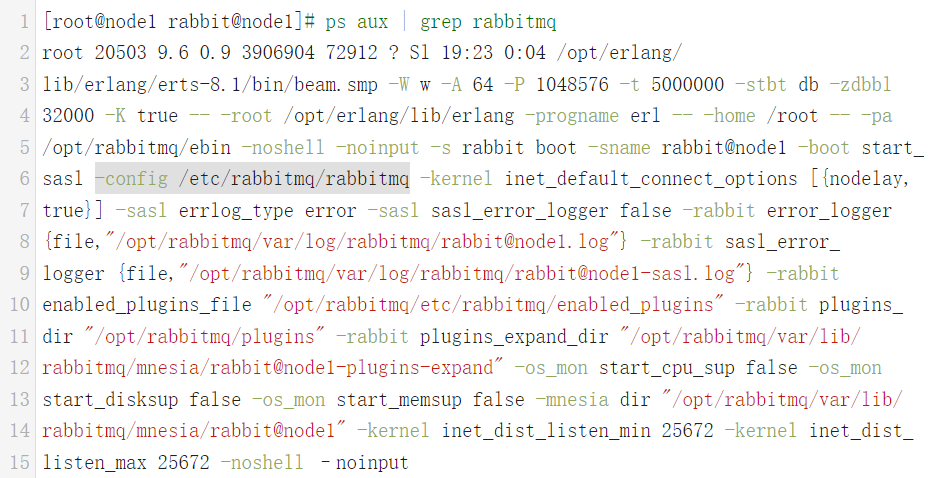 1 [root@node1 rabbit@node1]# ps aux | grep rabbitmq
2 root 20503 9.6 0.9 3906904 72912 ? Sl 19:23 0:04 /opt/erlang/
3 lib/erlang/erts-8.1/bin/beam.smp -W w -A 64 -P 1048576 -t 5000000 -stbt db -zdbbl
4 32000 -K true -- -root /opt/erlang/lib/erlang -progname erl -- -home /root -- -pa
5 /opt/rabbitmq/ebin -noshell -noinput -s rabbit boot -sname rabbit@node1 -boot start_
6 sasl -config /etc/rabbitmq/rabbitmq -kernel inet_default_connect_options [{nodelay,
7 true}] -sasl errlog_type error -sasl sasl_error_logger false -rabbit error_logger
8 {file,"/opt/rabbitmq/var/log/rabbitmq/rabbit@node1.log"} -rabbit sasl_error_
9 logger {file,"/opt/rabbitmq/var/log/rabbitmq/rabbit@node1-sasl.log"} -rabbit
10 enabled_plugins_file "/opt/rabbitmq/etc/rabbitmq/enabled_plugins" -rabbit plugins_
11 dir "/opt/rabbitmq/plugins" -rabbit plugins_expand_dir "/opt/rabbitmq/var/lib/
12 rabbitmq/mnesia/rabbit@node1-plugins-expand" -os_mon start_cpu_sup false -os_mon
13 start_disksup false -os_mon start_memsup false -mnesia dir "/opt/rabbitmq/var/lib/
14 rabbitmq/mnesia/rabbit@node1" -kernel inet_dist_listen_min 25672 -kernel inet_dist_
15 listen_max 25672 -noshell –noinput